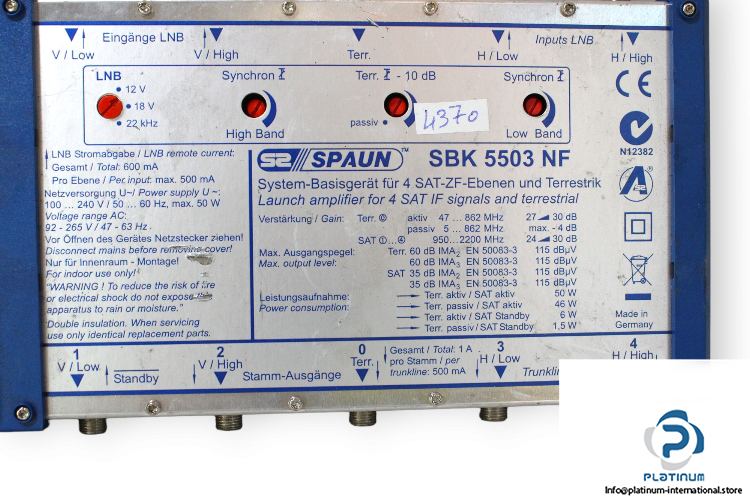 Eingänge LNB
Inputs LNB
V / Low
V / High
Terr.
H / Low
H / High
LNB
12 V
18 V
22 kHz
Synchron
High Band
Terr. - 10 dB
passiv
4370
Synchron
Low Band
CE
N12382
LNB Stromabgabe / LNB remote current:
Gesamt / Total: 600 mA
Pro Ebene / Per input: max. 500 mA
Netzversorgung U~/ Power supply U ~:
100 ... 240 V / 50 ... 60 Hz, max. 50 W
Voltage range AC:
92 - 265 V / 47 - 63 Hz
Vor Öffnen des Gerätes Netzstecker ziehen!
Disconnect mains before removing cover!
Nur für Innenraum - Montage!
For indoor use only!
"WARNING ! To reduce the risk of fire
or electrical shock do not expose this
apparatus to rain or moisture."
Double insulation. When servicing
use only identical replacement parts.
SPAUN™ SBK 5503 NF
System-Basisgerät für 4 SAT-ZF-Ebenen und Terrestrik
Launch amplifier for 4 SAT IF signals and terrestrial
Verstärkung / Gain: Terr. ⓪ aktiv 47 ... 862 MHz 27 30 dB
passiv 5 ... 862 MHz max. - 4 dB
SAT ①...④ 950...2200 MHz 24 30 dB
Max. Ausgangspegel: Terr. 60 dB IMA₂ EN 50083-3 115 dBµV
Max. output level: 60 dB IMA₃ EN 50083-3 115 dBµV
SAT 35 dB IMA₂ EN 50083-3 115 dBµV
35 dB IMA₃ EN 50083-3 115 dBµV
Leistungsaufnahme: Terr. aktiv / SAT aktiv 50 W
Power consumption: Terr. passiv / SAT aktiv 46 W
Terr. aktiv / SAT Standby 6 W
Terr. passiv / SAT Standby 1,5 W
Made in
Germany
1
V / Low
Standby
2
V / High
Stamm-Ausgänge
0
Terr.
Gesamt / Total: 1 A
pro Stamm / per
trunkline: 500 mA
3
H / Low
4
H / High
PLATINUM
INTERNATIONAL
Info@platinum-international.store